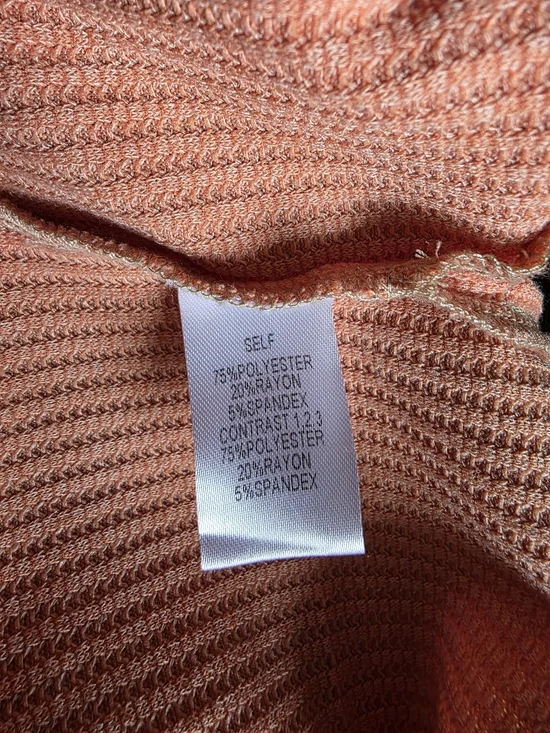 SELF
75%POLYESTER
20%RAYON
5%SPANDEX
CONTRAST 1,2,3
75%POLYESTER
20%RAYON
5%SPANDEX